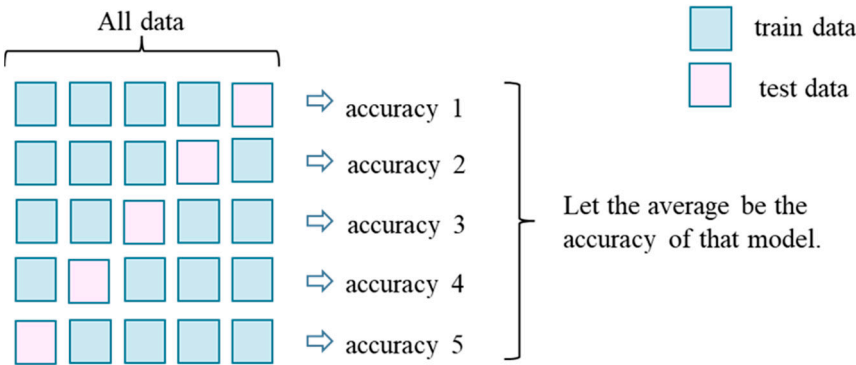 All data
train data
test data
accuracy 1
accuracy 2
accuracy 3
accuracy 4
accuracy 5
Let the average be the
accuracy of that model.